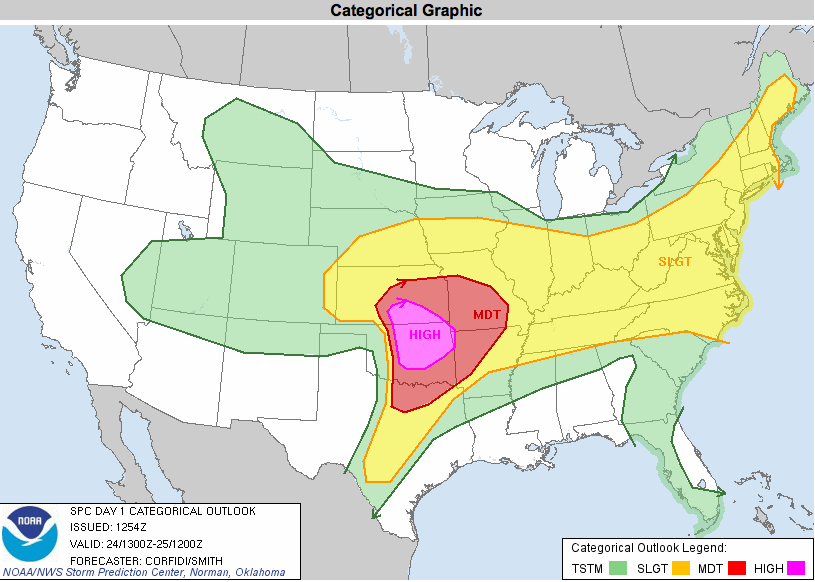 Categorical Graphic
SLGT
MDT
HIGH
NOAA
SPC DAY 1 CATEGORICAL OUTLOOK
ISSUED: 1254Z
VALID: 24/1300Z-25/1200Z
FORECASTER: CORFIDI/SMITH
NOAA/NWS Storm Prediction Center, Norman, Oklahoma
Categorical Outlook Legend:
TSTM SLGT MDT HIGH